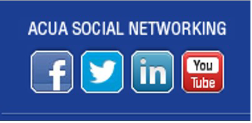 ACUA SOCIAL NETWORKING
f in You
Tube